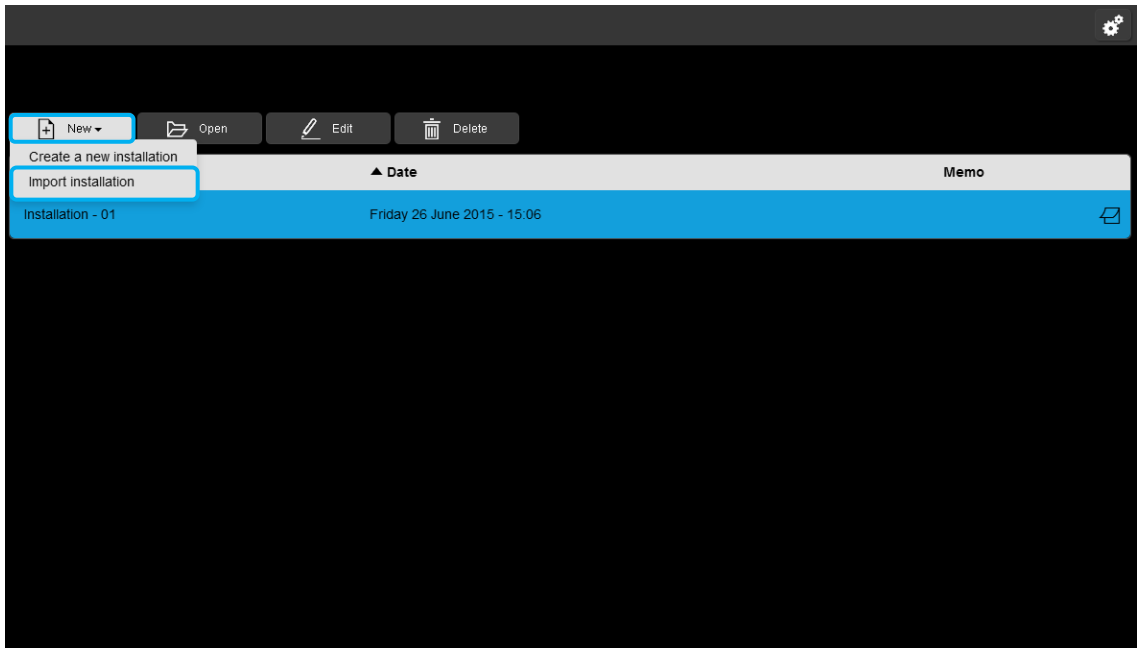 New Open Edit Delete
Create a new installation
Import installation
Date Memo
Installation - 01 Friday 26 June 2015 - 15:06